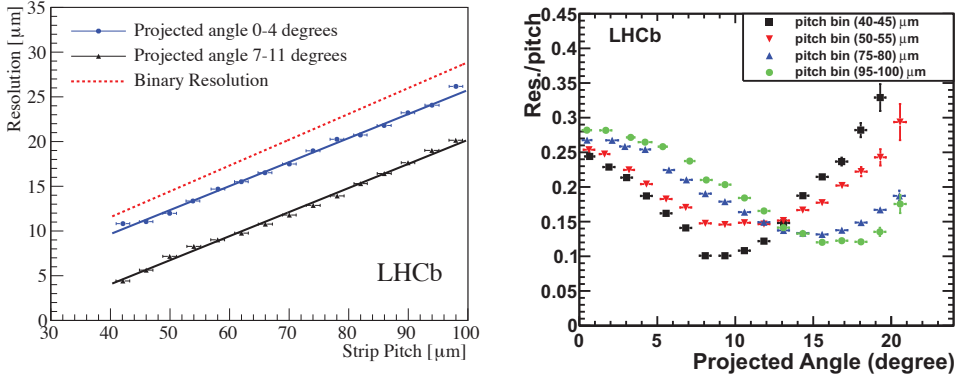 Resolution [μm]
35
30
25
20
15
10
5
0
Projected angle 0-4 degrees
Projected angle 7-11 degrees
Binary Resolution
LHCb
30 40 50 60 70 80 90 100
Strip Pitch [μm]
Res./pitch
0.45
0.4
0.35
0.3
0.25
0.2
0.15
0.1
0.05
0
LHCb
pitch bin (40-45) μm
pitch bin (50-55) μm
pitch bin (75-80) μm
pitch bin (95-100) μm
0 5 10 15 20
Projected Angle (degree)